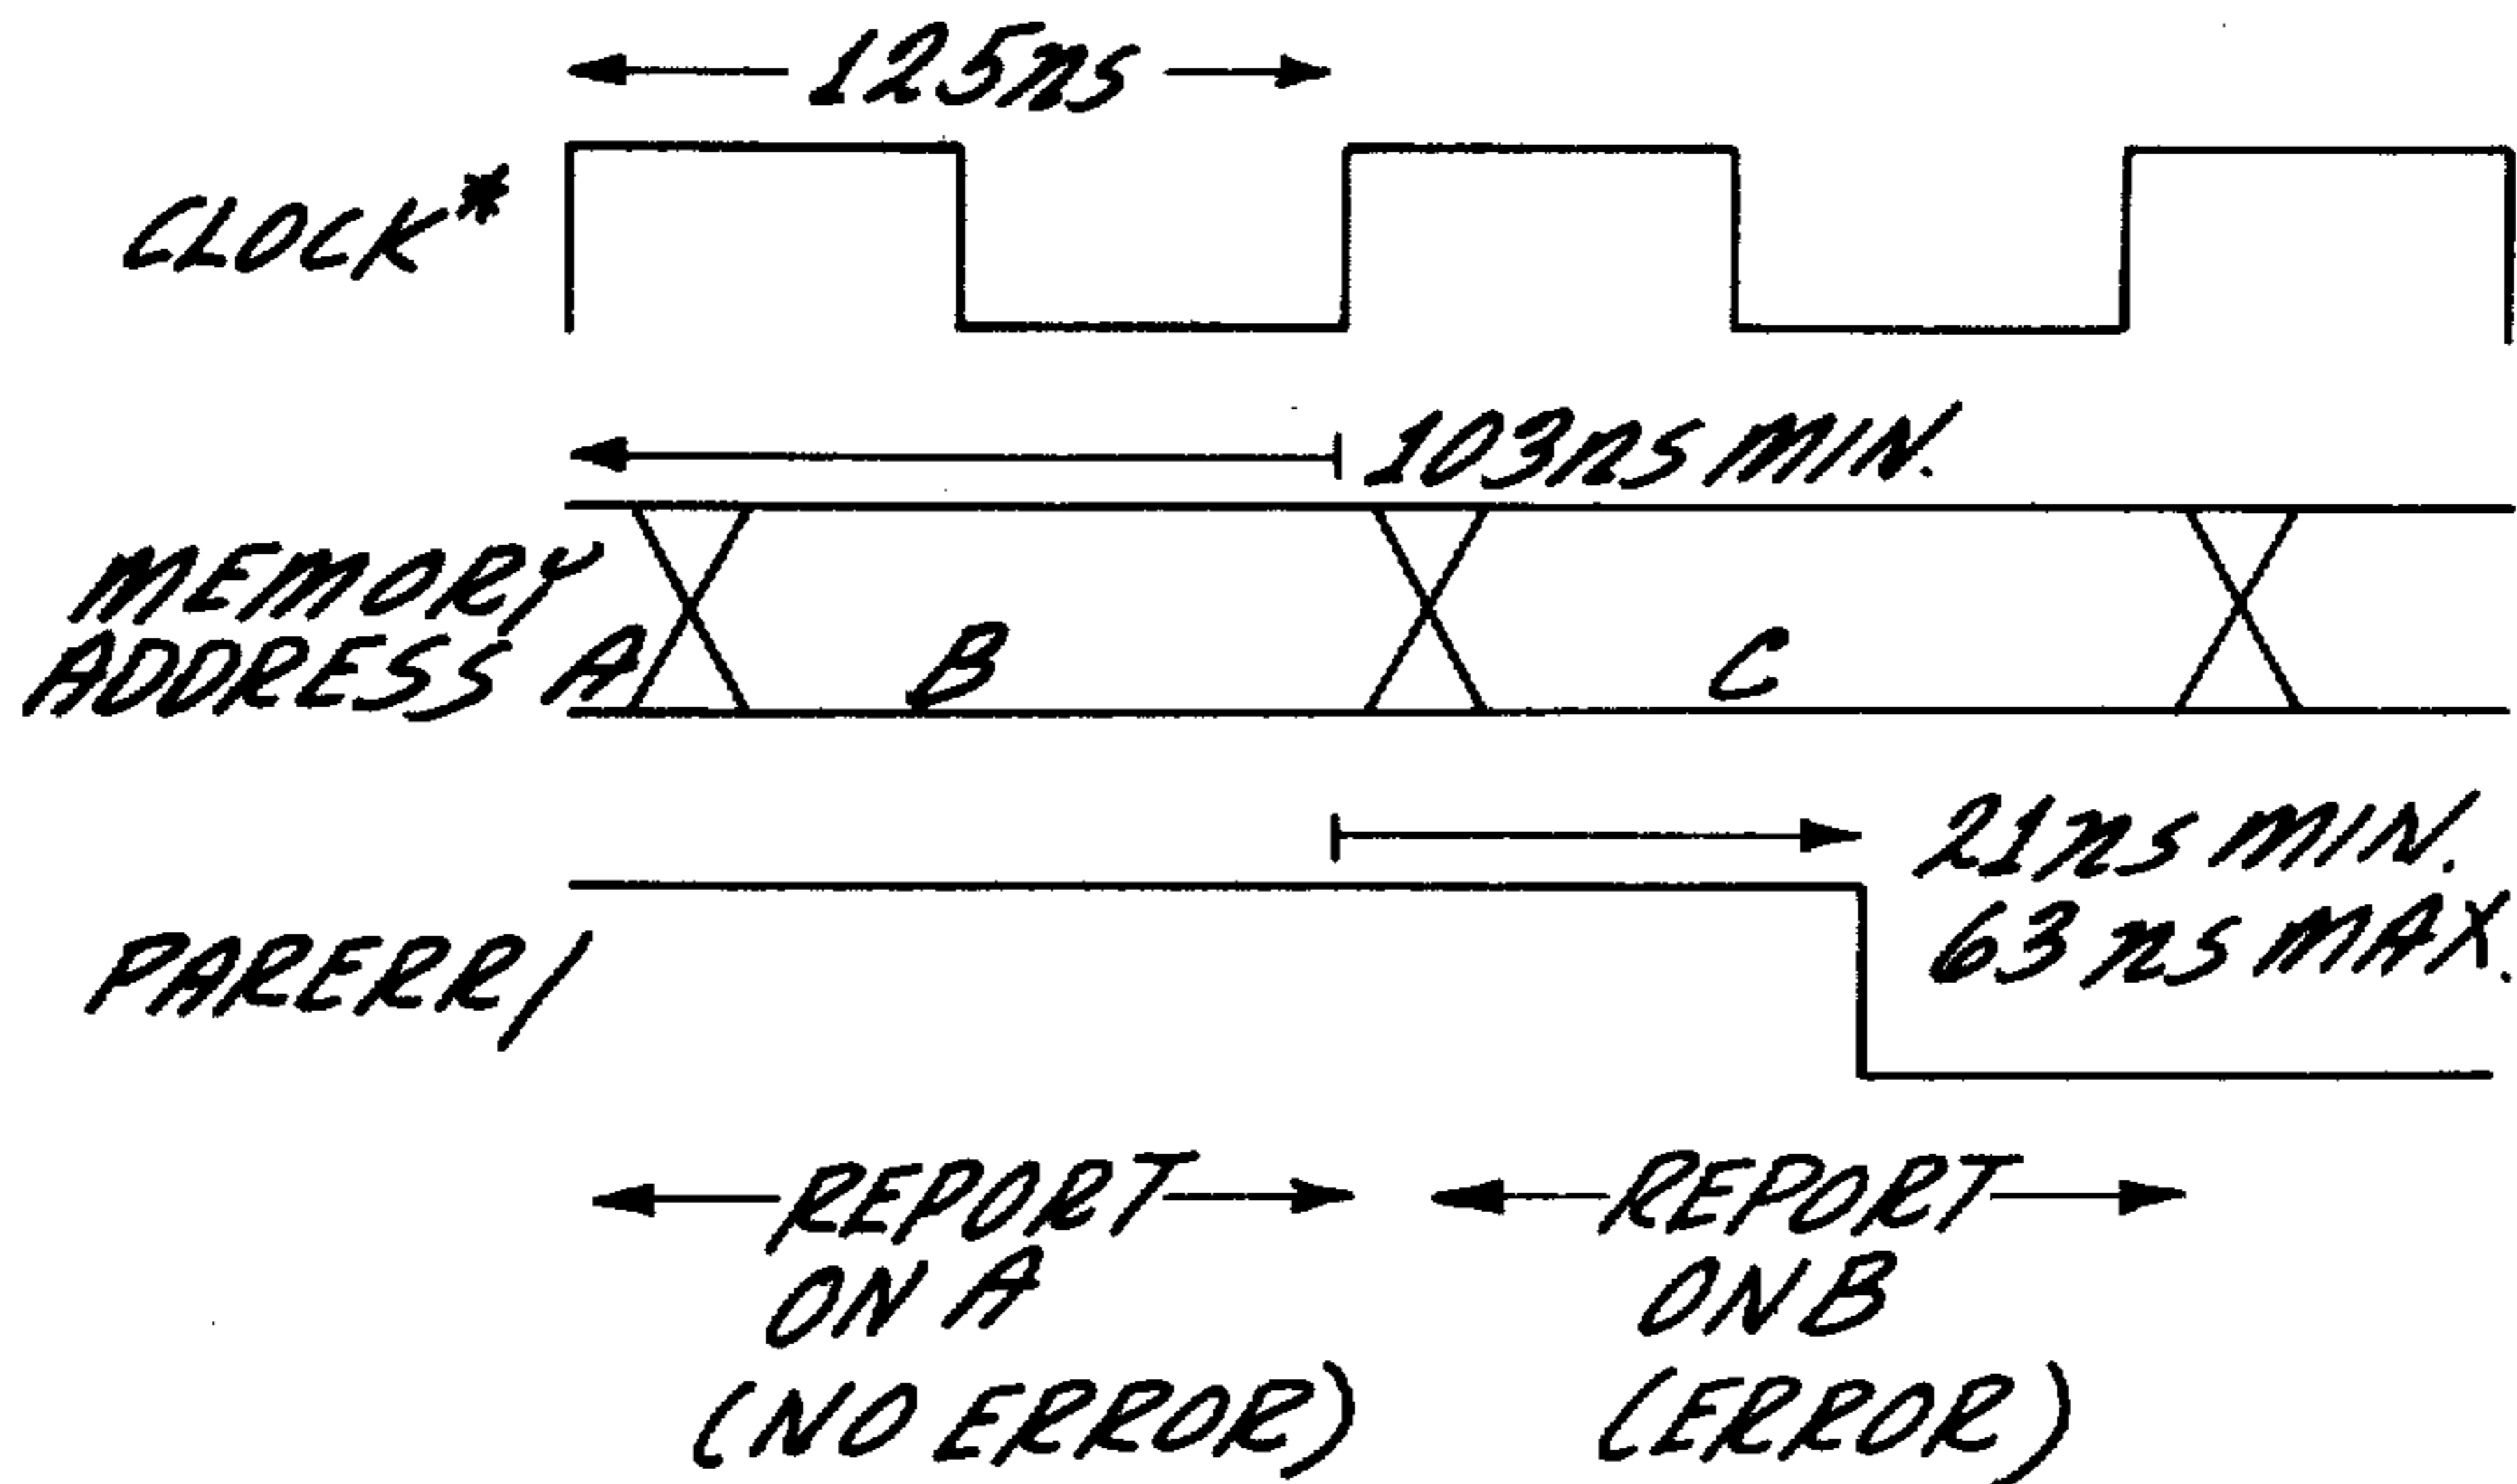 125ns
CLOCK*
103ns MIN.
MEMORY
ADDRESS
A
B
C
21ns MIN.
63ns MAX.
PARERR/
REPORT
ON A
(NO ERROR)
REPORT
ON B
(ERROR)